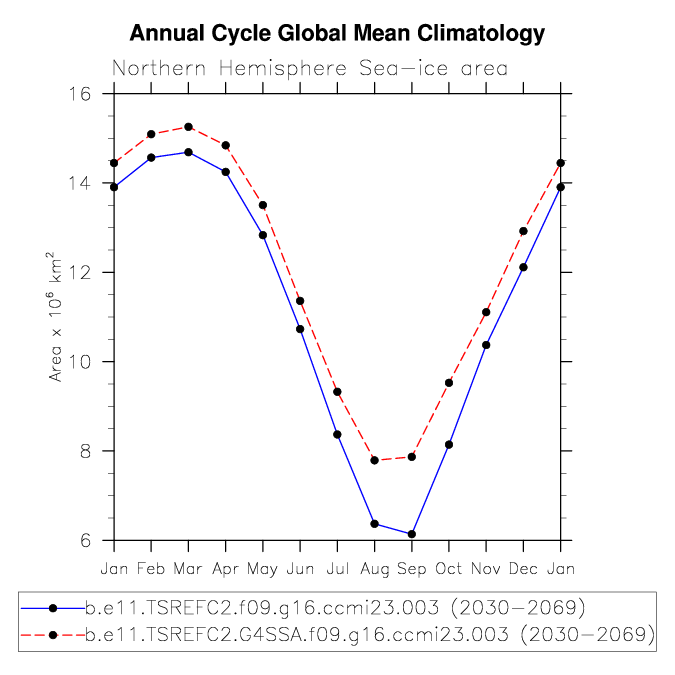 Annual Cycle Global Mean Climatology
Northern Hemisphere Sea-ice area
16
14
12
10
8
6
Area x 10⁶ km²
Jan Feb Mar Apr May Jun Jul Aug Sep Oct Nov Dec Jan
b.e11.TSREFC2.f09.g16.ccmi23.003 (2030-2069)
b.e11.TSREFC2.G4SSA.f09.g16.ccmi23.003 (2030-2069)